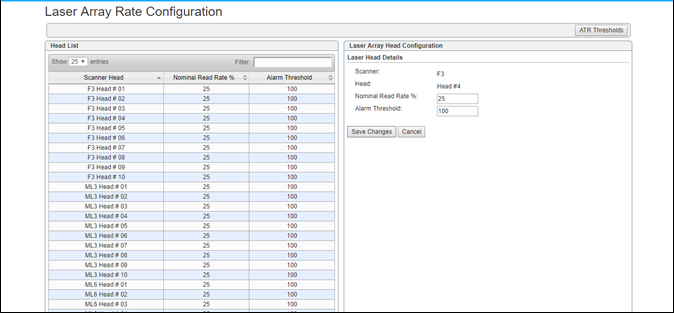 Laser Array Rate Configuration
ATR Thresholds
Head List
Show 25 entries Filter:
Scanner Head Nominal Read Rate % Alarm Threshold
F3 Head # 01 25 100
F3 Head # 02 25 100
F3 Head # 03 25 100
F3 Head # 04 25 100
F3 Head # 05 25 100
F3 Head # 06 25 100
F3 Head # 07 25 100
F3 Head # 08 25 100
F3 Head # 09 25 100
F3 Head # 10 25 100
ML3 Head # 01 25 100
ML3 Head # 02 25 100
ML3 Head # 03 25 100
ML3 Head # 04 25 100
ML3 Head # 05 25 100
ML3 Head # 06 25 100
ML3 Head # 07 25 100
ML3 Head # 08 25 100
ML3 Head # 09 25 100
ML3 Head # 10 25 100
ML6 Head # 01 25 100
ML6 Head # 02 25 100
ML6 Head # 03 25 100
Laser Array Head Configuration
Laser Head Details
Scanner: F3
Head: Head #4
Nominal Read Rate %: 25
Alarm Threshold: 100
Save Changes Cancel